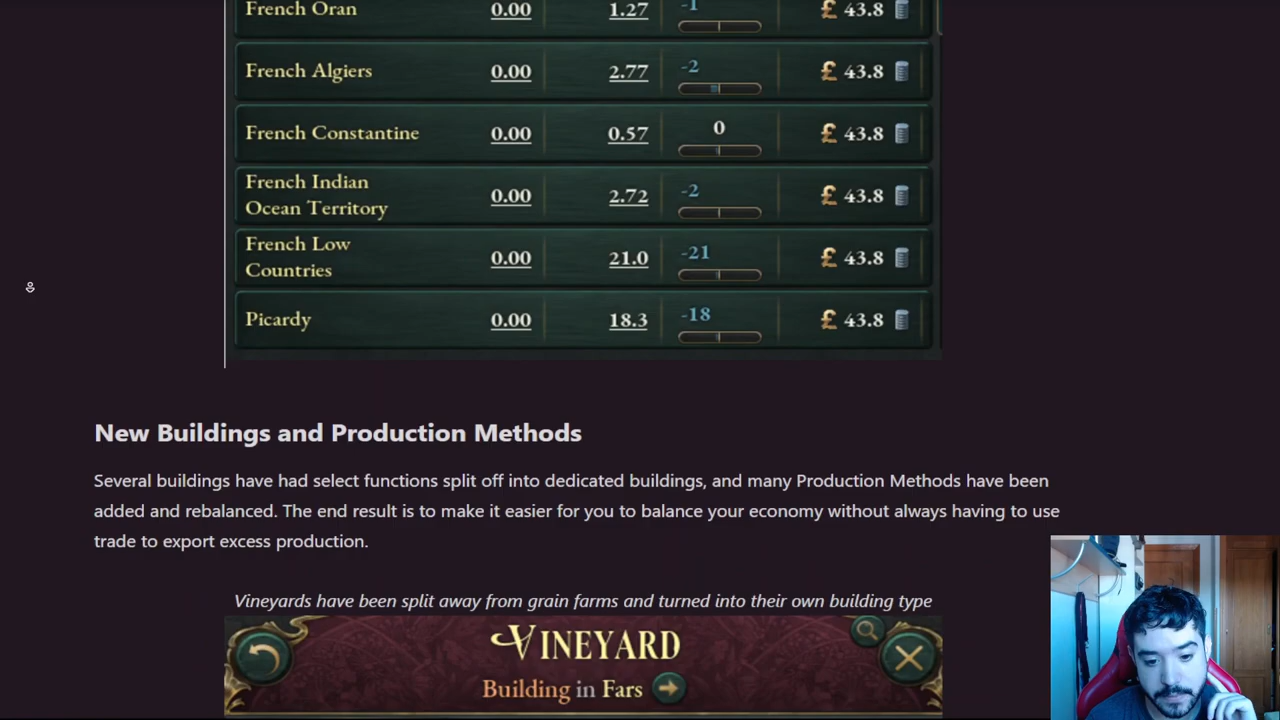 French Oran 0.00 1.27 -1 £ 43.8
French Algiers 0.00 2.77 -2 £ 43.8
French Constantine 0.00 0.57 0 £ 43.8
French Indian
Ocean Territory 0.00 2.72 -2 £ 43.8
French Low
Countries 0.00 21.0 -21 £ 43.8
Picardy 0.00 18.3 -18 £ 43.8
New Buildings and Production Methods
Several buildings have had select functions split off into dedicated buildings, and many Production Methods have been
added and rebalanced. The end result is to make it easier for you to balance your economy without always having to use
trade to export excess production.
Vineyards have been split away from grain farms and turned into their own building type
VINEYARD
Building in Fars